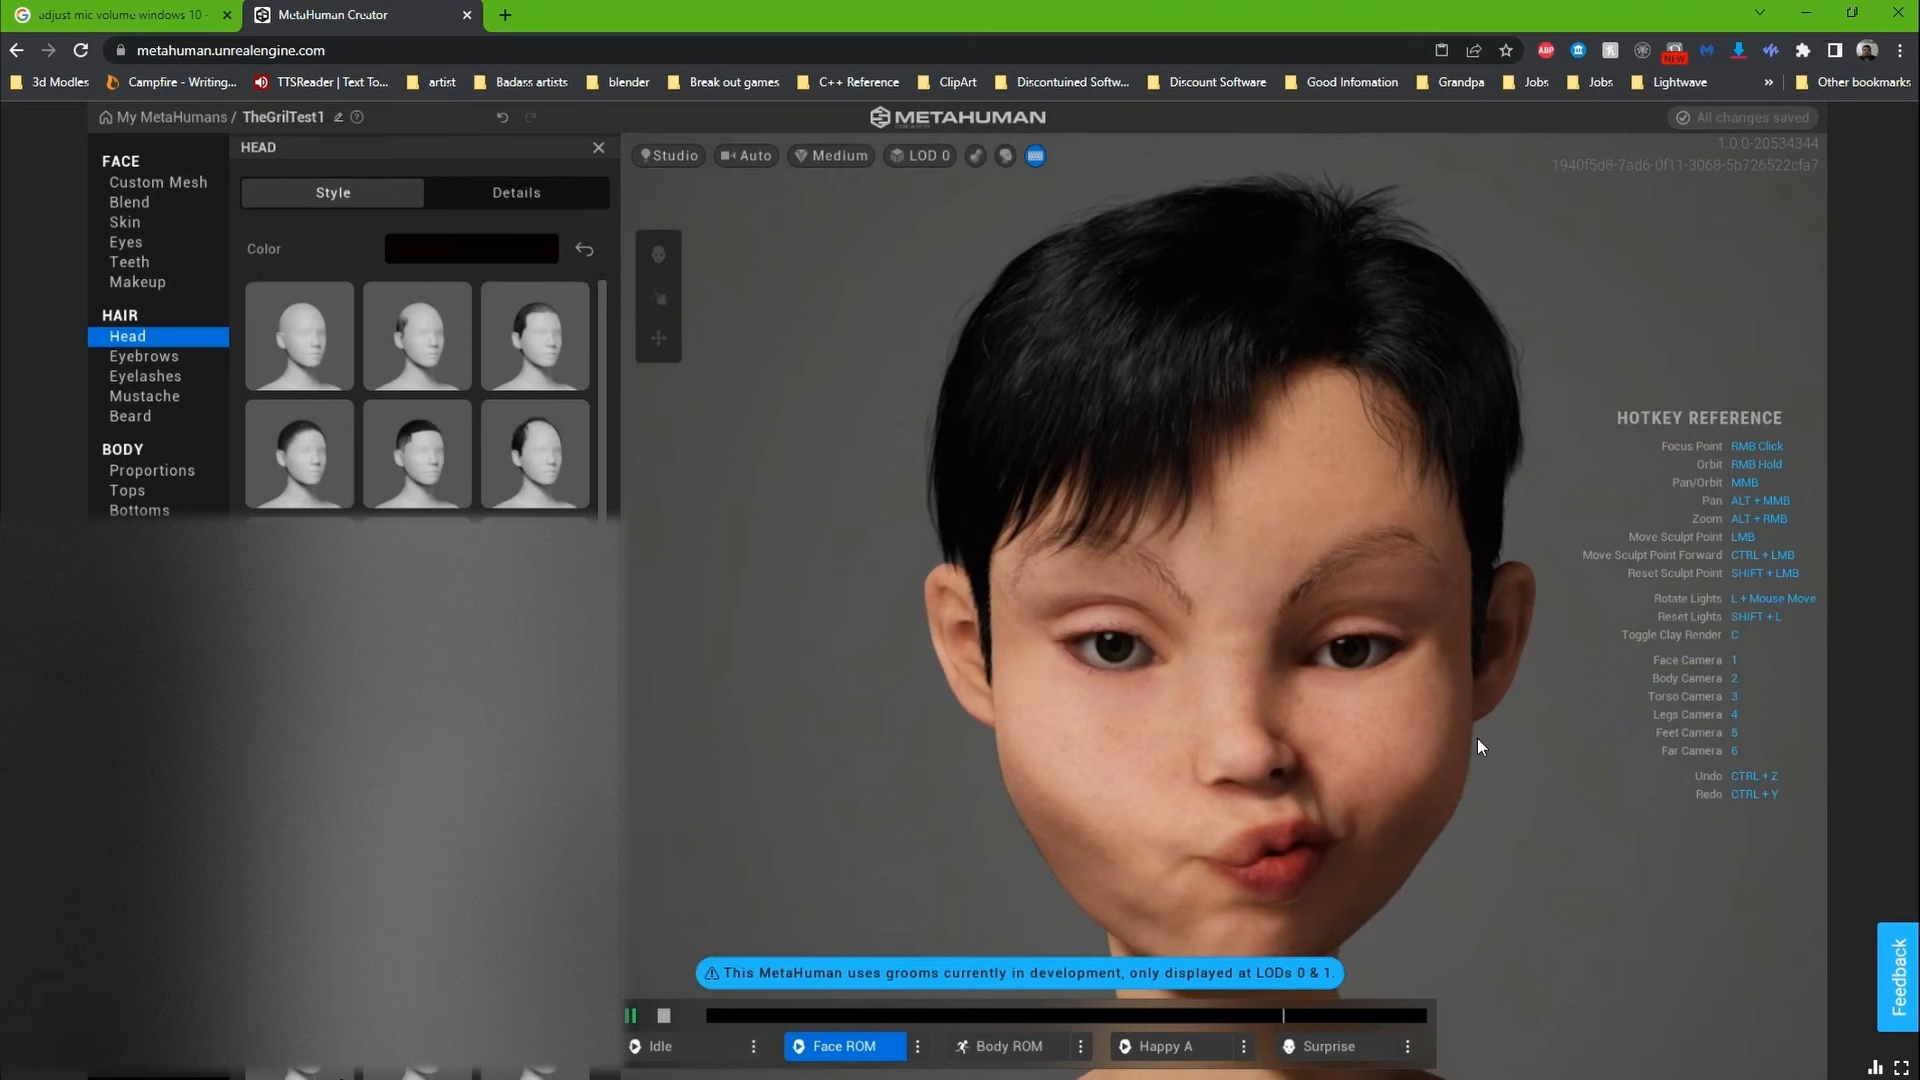 adjust mic volume windows 10 -
MetaHuman Creator
metahuman.unrealengine.com
ABP
NEW
3d Modles
Campfire - Writing...
TTSReader | Text To...
artist
Badass artists
blender
Break out games
C++ Reference
ClipArt
Discontuined Softw...
Discount Software
Good Infomation
Grandpa
Jobs
Jobs
Lightwave
»
Other bookmarks
My MetaHumans / TheGrilTest1
METAHUMAN
CREATOR
All changes saved
1.0.0-20534344
1940f5d8-7ad6-0f11-3068-5b726522cfa7
FACE
Custom Mesh
Blend
Skin
Eyes
Teeth
Makeup
HAIR
Head
Eyebrows
Eyelashes
Mustache
Beard
BODY
Proportions
Tops
Bottoms
HEAD
Style
Details
Color
Studio
Auto
Medium
LOD 0
HOTKEY REFERENCE
Focus Point RMB Click
Orbit RMB Hold
Pan/Orbit MMB
Pan ALT + MMB
Zoom ALT + RMB
Move Sculpt Point LMB
Move Sculpt Point Forward CTRL + LMB
Reset Sculpt Point SHIFT + LMB
Rotate Lights L + Mouse Move
Reset Lights SHIFT + L
Toggle Clay Render C
Face Camera 1
Body Camera 2
Torso Camera 3
Legs Camera 4
Feet Camera 5
Far Camera 6
Undo CTRL + Z
Redo CTRL + Y
This MetaHuman uses grooms currently in development, only displayed at LODs 0 & 1.
Idle
Face ROM
Body ROM
Happy A
Surprise
Feedback